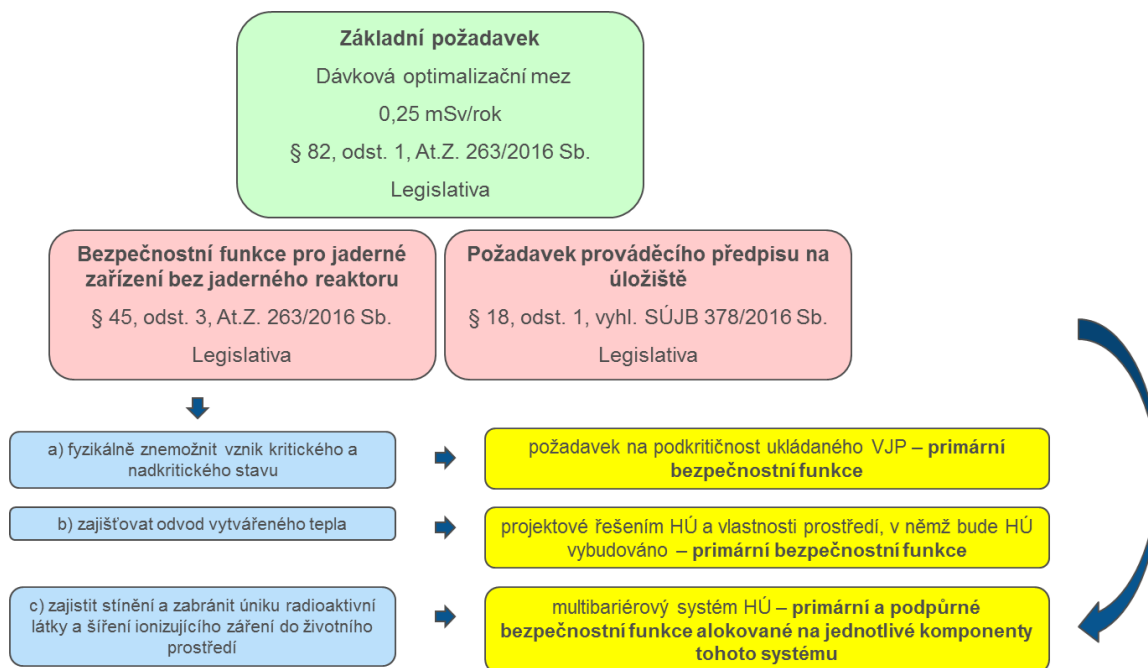 Základní požadavek
Dávková optimalizační mez
0,25 mSv/rok
§ 82, odst. 1, At.Z. 263/2016 Sb.
Legislativa
Bezpečnostní funkce pro jaderné
zařízení bez jaderného reaktoru
§ 45, odst. 3, At.Z. 263/2016 Sb.
Legislativa
Požadavek prováděcího předpisu na
úložiště
§ 18, odst. 1, vyhl. SÚJB 378/2016 Sb.
Legislativa
a) fyzikálně znemožnit vznik kritického a
nadkritického stavu
požadavek na podkritičnost ukládaného VJP – primární
bezpečnostní funkce
b) zajišťovat odvod vytvářeného tepla
projektové řešením HÚ a vlastnosti prostředí, v němž bude HÚ
vybudováno – primární bezpečnostní funkce
c) zajistit stínění a zabránit úniku radioaktivní
látky a šíření ionizujícího záření do životního
prostředí
multibariérový systém HÚ – primární a podpůrné
bezpečnostní funkce alokované na jednotlivé komponenty
tohoto systému